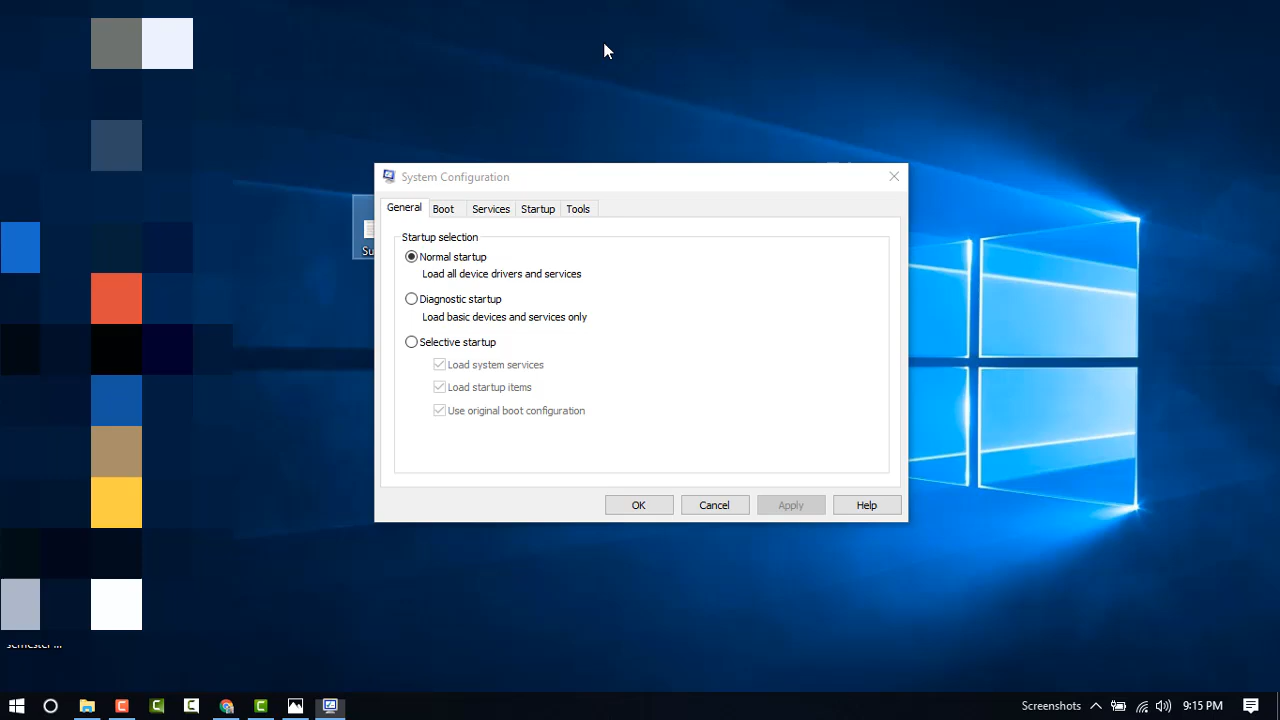 System Configuration
General Boot Services Startup Tools
Startup selection
Normal startup
Load all device drivers and services
Diagnostic startup
Load basic devices and services only
Selective startup
Load system services
Load startup items
Use original boot configuration
OK Cancel Apply Help
Su
semester ...
Screenshots 9:15 PM